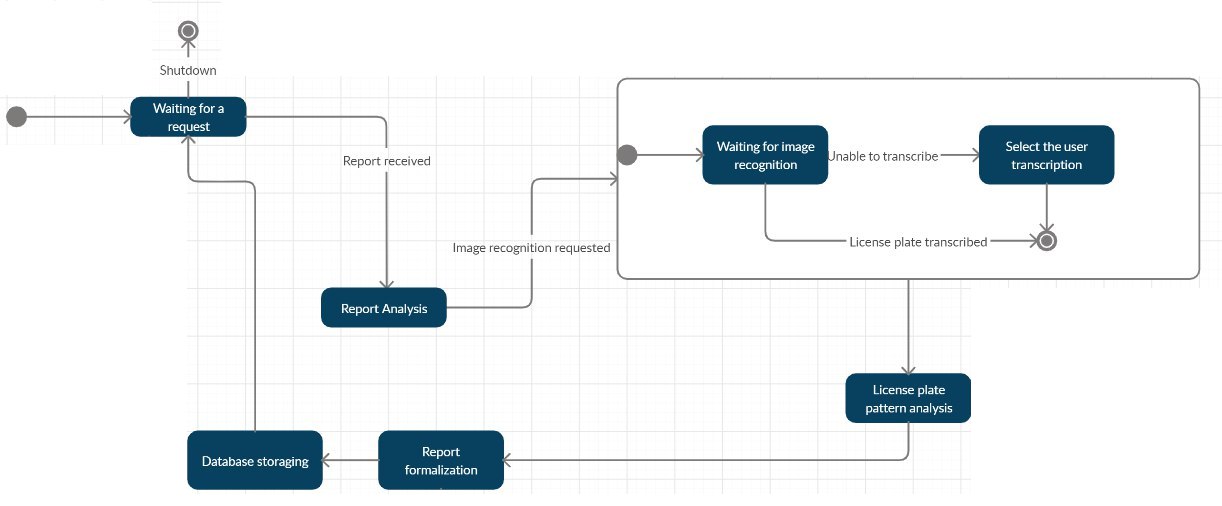 Shutdown
Waiting for a
request
Report received
Waiting for image
recognition
Unable to transcribe
Select the user
transcription
Image recognition requested
License plate transcribed
Report Analysis
License plate
pattern analysis
Report
formalization
Database storaging